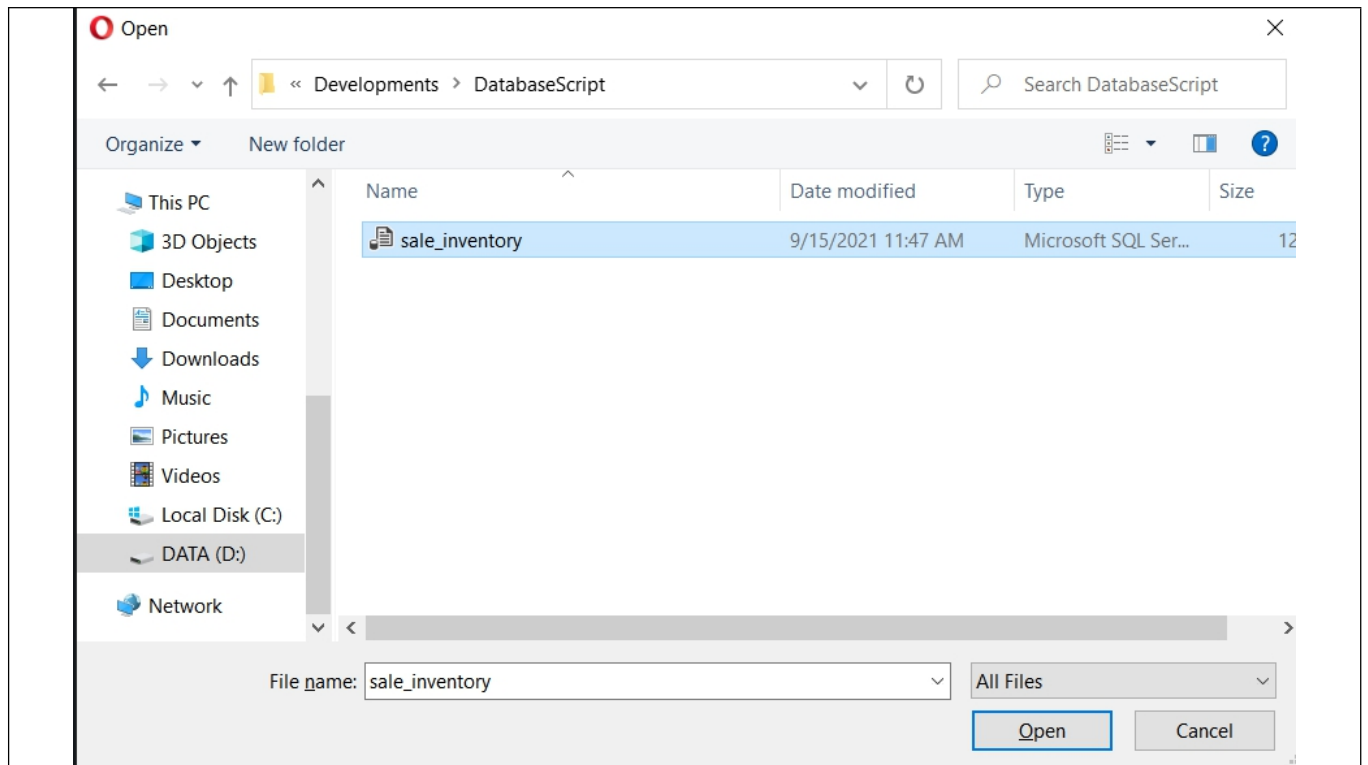 Open
« Developments > DatabaseScript
Search DatabaseScript
Organize
New folder
Name
Date modified
Type
Size
This PC
3D Objects
Desktop
Documents
Downloads
Music
Pictures
Videos
Local Disk (C:)
DATA (D:)
Network
sale_inventory
9/15/2021 11:47 AM
Microsoft SQL Ser...
12
File name:
sale_inventory
All Files
Open
Cancel